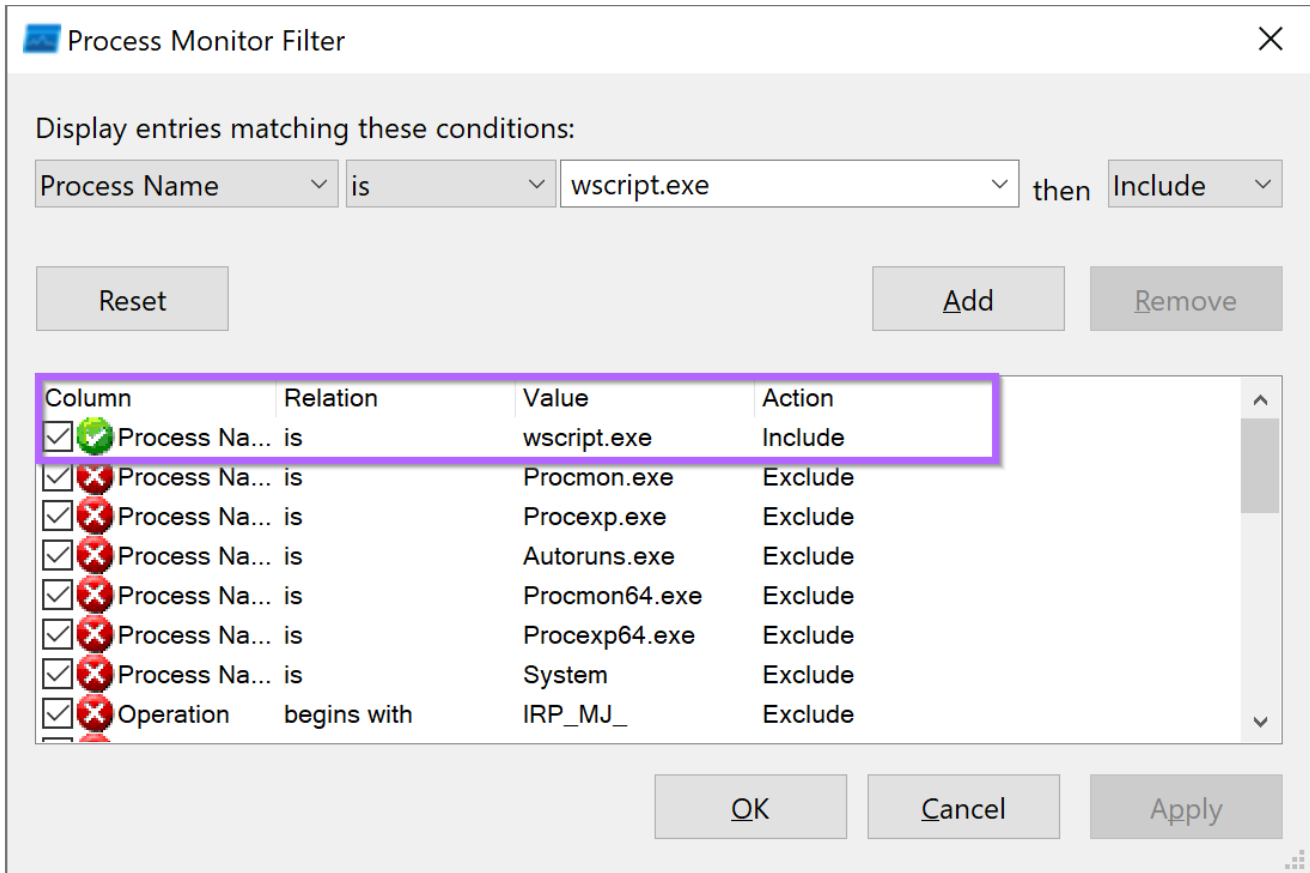 Process Monitor Filter
Display entries matching these conditions:
Process Name is wscript.exe then Include
Reset Add Remove
Column Relation Value Action
Process Na... is wscript.exe Include
Process Na... is Procmon.exe Exclude
Process Na... is Procexp.exe Exclude
Process Na... is Autoruns.exe Exclude
Process Na... is Procmon64.exe Exclude
Process Na... is Procexp64.exe Exclude
Process Na... is System Exclude
Operation begins with IRP_MJ_ Exclude
OK Cancel Apply